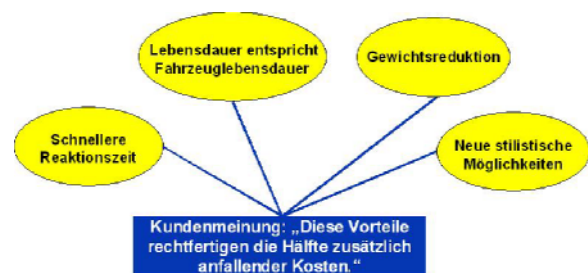 Lebensdauer entspricht
Fahrzeuglebensdauer
Gewichtsreduktion
Schnellere
Reaktionszeit
Neue stilistische
Möglichkeiten
Kundenmeinung: „Diese Vorteile
rechtfertigen die Hälfte zusätzlich
anfallender Kosten.“